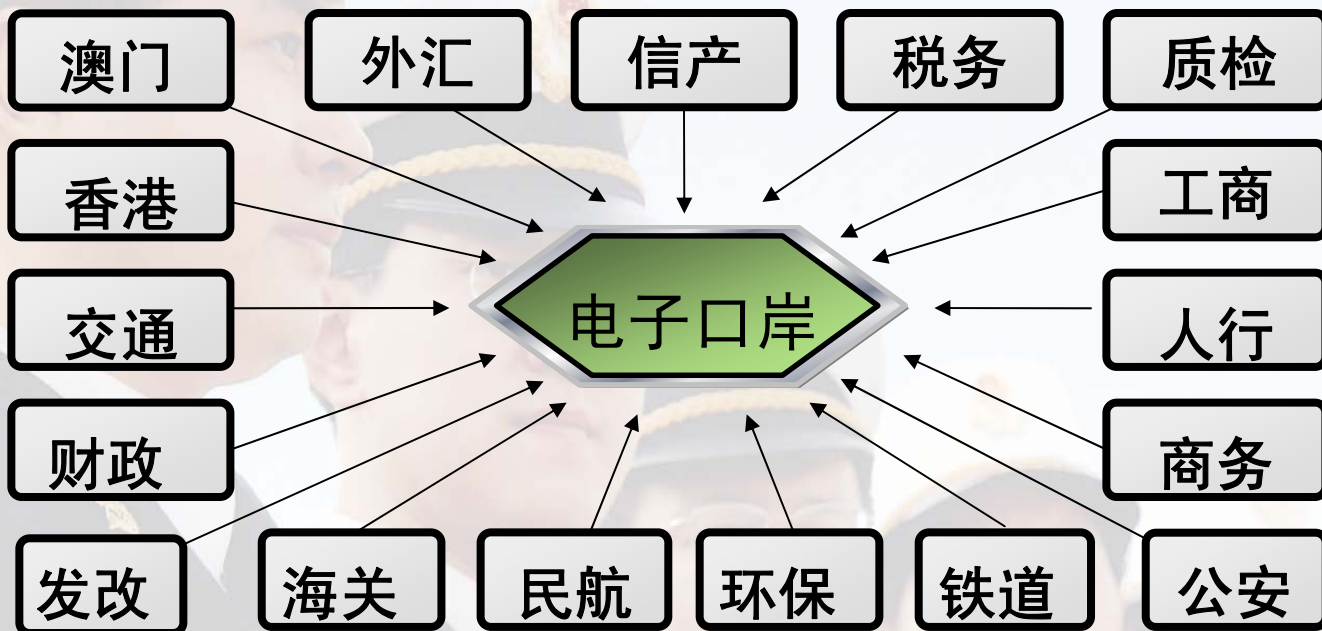 澳门
外汇
信产
税务
质检
香港
工商
交通
电子口岸
人行
财政
商务
发改
海关
民航
环保
铁道
公安